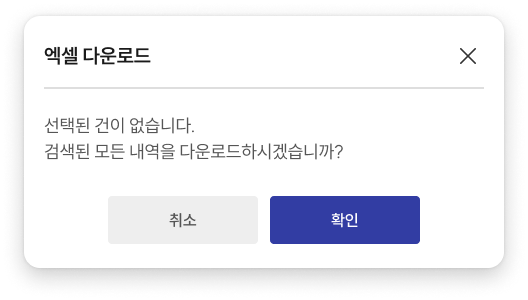 엑셀 다운로드
선택된 건이 없습니다.
검색된 모든 내역을 다운로드하시겠습니까?
취소
확인